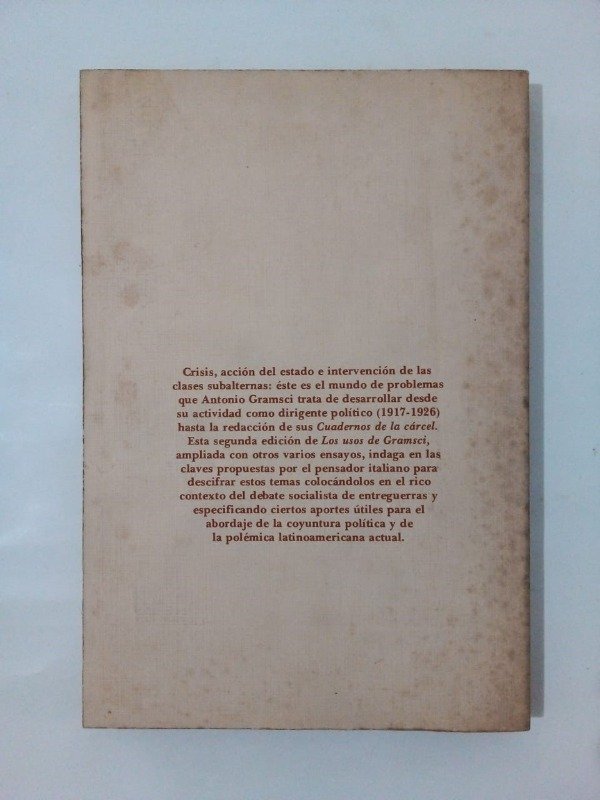 Crisis, acción del estado e intervención de las
clases subalternas: éste es el mundo de problemas
que Antonio Gramsci trata de desarrollar desde
su actividad como dirigente político (1917-1926)
hasta la redacción de sus Cuadernos de la cárcel.
Esta segunda edición de Los usos de Gramsci,
ampliada con otros varios ensayos, indaga en las
claves propuestas por el pensador italiano para
descifrar estos temas colocándolos en el rico
contexto del debate socialista de entreguerras y
especificando ciertos aportes útiles para el
abordaje de la coyuntura política y de
la polémica latinoamericana actual.